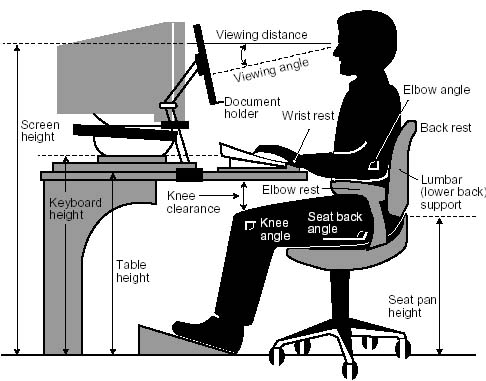 Viewing distance
Viewing angle
Document
holder
Elbow angle
Wrist rest
Screen
height
Back rest
Lumbar
(lower back)
support
Elbow rest
Knee
clearance
Keyboard
height
Knee
angle
Seat back
angle
Table
height
Seat pan
height